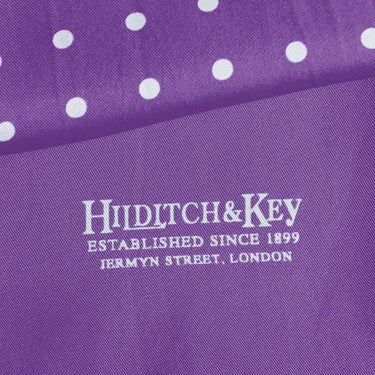 HILDITCH&KEY
ESTABLISHED SINCE 1899
JERMYN STREET, LONDON